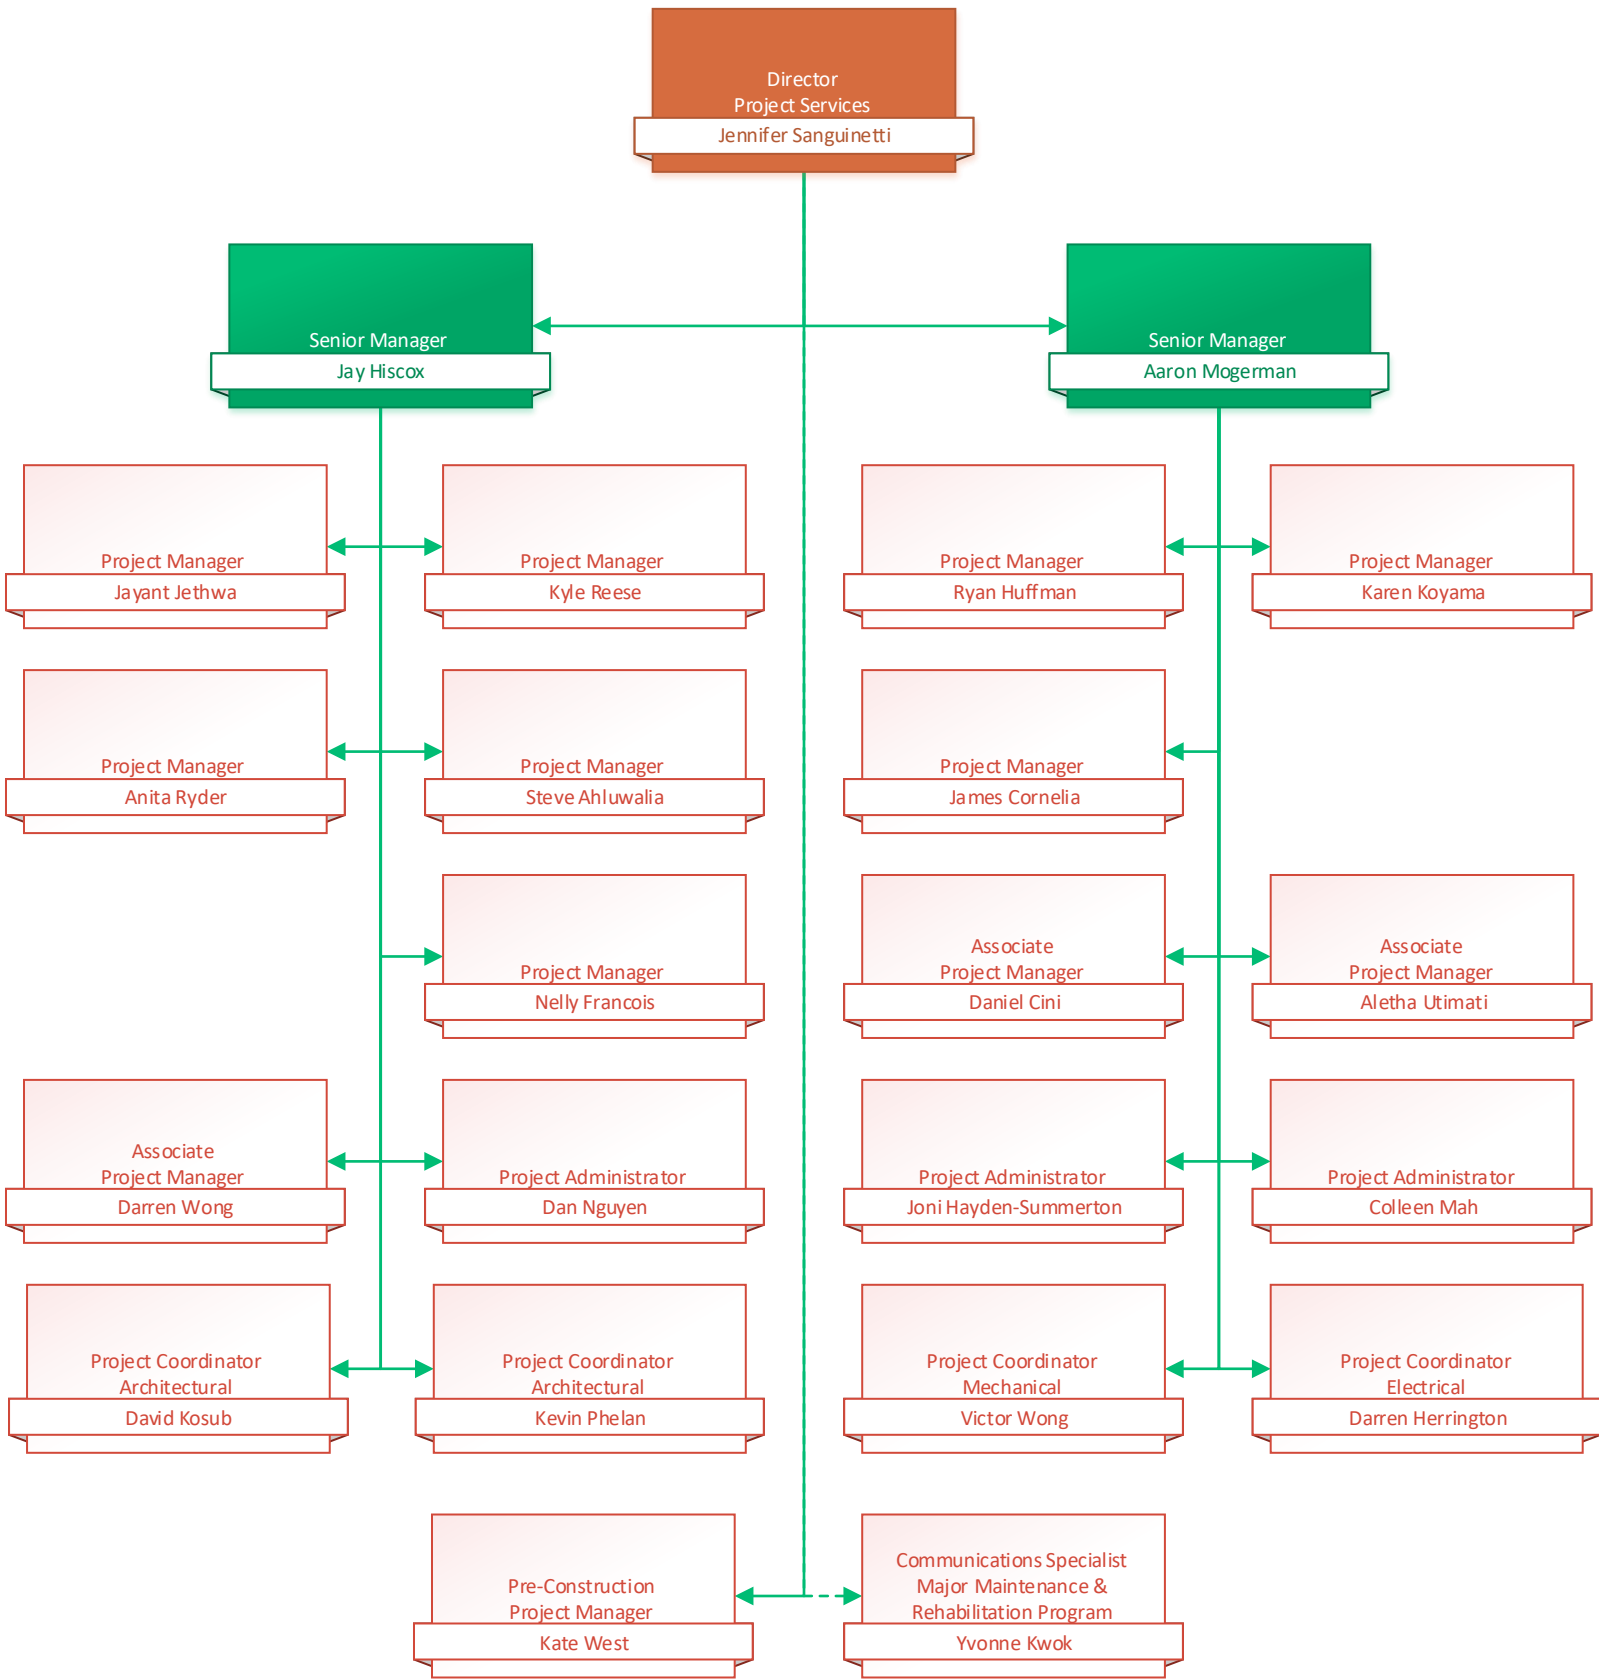 Director
Project Services
Jennifer Sanguinetti
Senior Manager
Jay Hiscox
Senior Manager
Aaron Mogerman
Project Manager
Jayant Jethwa
Project Manager
Kyle Reese
Project Manager
Ryan Huffman
Project Manager
Karen Koyama
Project Manager
Anita Ryder
Project Manager
Steve Ahluwalia
Project Manager
James Cornelia
Project Manager
Nelly Francois
Associate
Project Manager
Daniel Cini
Associate
Project Manager
Aletha Utimati
Associate
Project Manager
Darren Wong
Project Administrator
Dan Nguyen
Project Administrator
Joni Hayden-Summerton
Project Administrator
Colleen Mah
Project Coordinator
Architectural
David Kosub
Project Coordinator
Architectural
Kevin Phelan
Project Coordinator
Mechanical
Victor Wong
Project Coordinator
Electrical
Darren Herrington
Pre-Construction
Project Manager
Kate West
Communications Specialist
Major Maintenance &
Rehabilitation Program
Yvonne Kwok